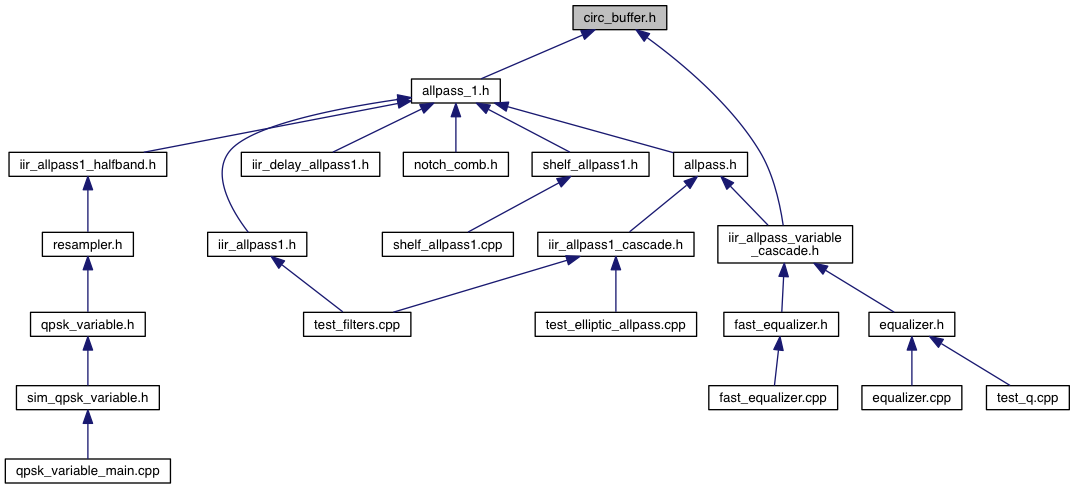 circ_buffer.h
allpass_1.h
iir_allpass1_halfband.h
iir_delay_allpass1.h
notch_comb.h
shelf_allpass1.h
allpass.h
resampler.h
iir_allpass1.h
shelf_allpass1.cpp
iir_allpass1_cascade.h
iir_allpass_variable
_cascade.h
qpsk_variable.h
test_filters.cpp
test_elliptic_allpass.cpp
fast_equalizer.h
equalizer.h
sim_qpsk_variable.h
fast_equalizer.cpp
equalizer.cpp
test_q.cpp
qpsk_variable_main.cpp